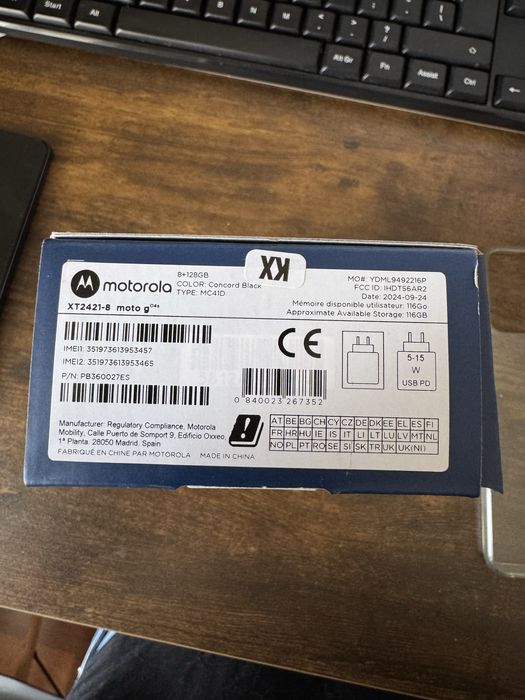 Start
B
N
M
Alt Gr
Fn
Assist
Ctrl
XX
motorola
8+128GB
COLOR: Concord Black
TYPE: MC41D
XT2421-8 moto g04s
MO#: YDML9492216P
FCC ID: IHDT56AR2
Date: 2024-09-24
Mémoire disponible utilisateur: 116Go
Approximate Available Storage: 116GB
IMEI1: 351973613953457
IMEI2: 351973613953465
P/N: PB360027ES
CE
5-15
W
USB PD
0 840023 267352
Manufacturer: Regulatory Compliance, Motorola
Mobility, Calle Puerto de Somport 9, Edificio Oxxeo,
1ª Planta. 28050 Madrid. Spain
FABRIQUÉ EN CHINE PAR MOTOROLA MADE IN CHINA
AT BE BG CH CY CZ DE DK EE EL ES FI
FR HR HU IE IS IT LI LT LU LV MT NL
NO PL PT RO SE SI SK TR UK UK(NI)